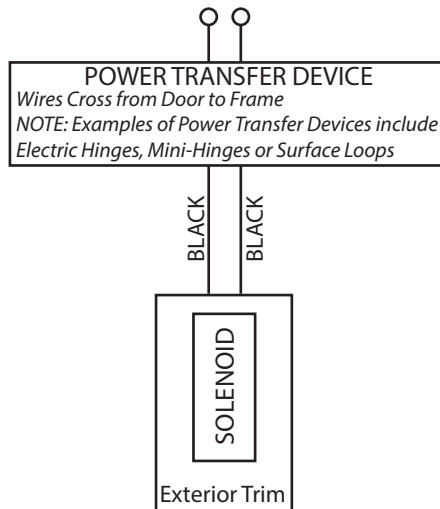 POWER TRANSFER DEVICE
Wires Cross from Door to Frame
NOTE: Examples of Power Transfer Devices include
Electric Hinges, Mini-Hinges or Surface Loops
BLACK
BLACK
SOLENOID
Exterior Trim